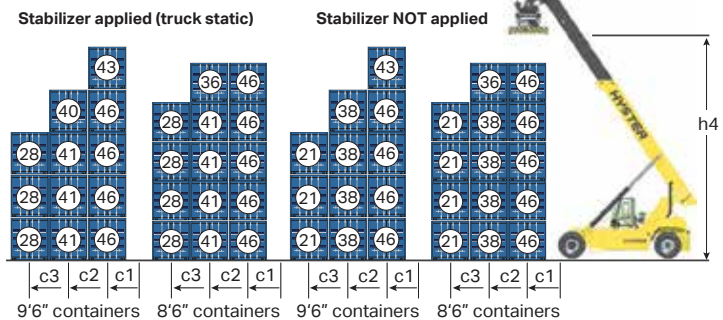 Stabilizer applied (truck static)
Stabilizer NOT applied
43
40 46
28 41 46
28 41 46
28 41 46
c3 c2 c1
9'6" containers
36 46
28 41 46
28 41 46
28 41 46
28 41 46
c3 c2 c1
8'6" containers
43
38 46
21 38 46
21 38 46
21 38 46
c3 c2 c1
9'6" containers
36 46
21 38 46
21 38 46
21 38 46
21 38 46
c3 c2 c1
8'6" containers
HYSTER
h4